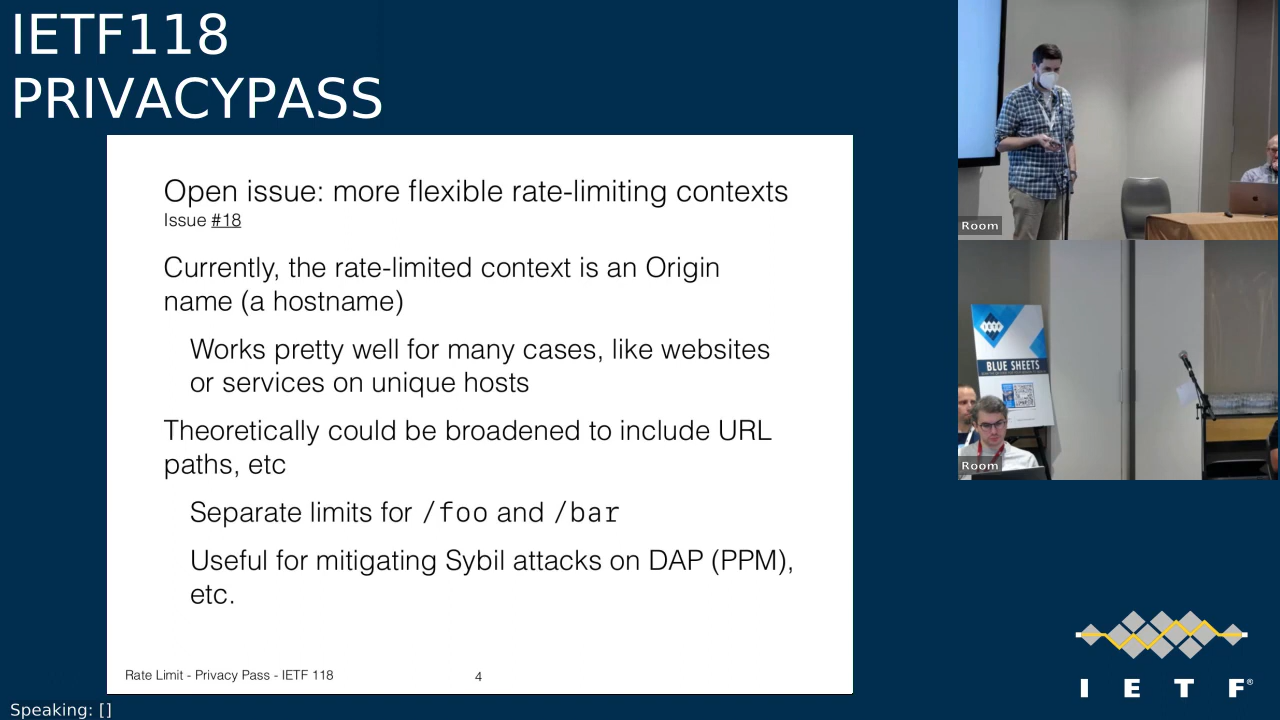 IETF118
PRIVACYPASS
Open issue: more flexible rate-limiting contexts
Issue #18
Currently, the rate-limited context is an Origin
name (a hostname)
Works pretty well for many cases, like websites
or services on unique hosts
Theoretically could be broadened to include URL
paths, etc
Separate limits for /foo and /bar
Useful for mitigating Sybil attacks on DAP (PPM),
etc.
Rate Limit - Privacy Pass - IETF 118
4
Speaking: []
Room
IETF
BLUE SHEETS
Room
I E T F®